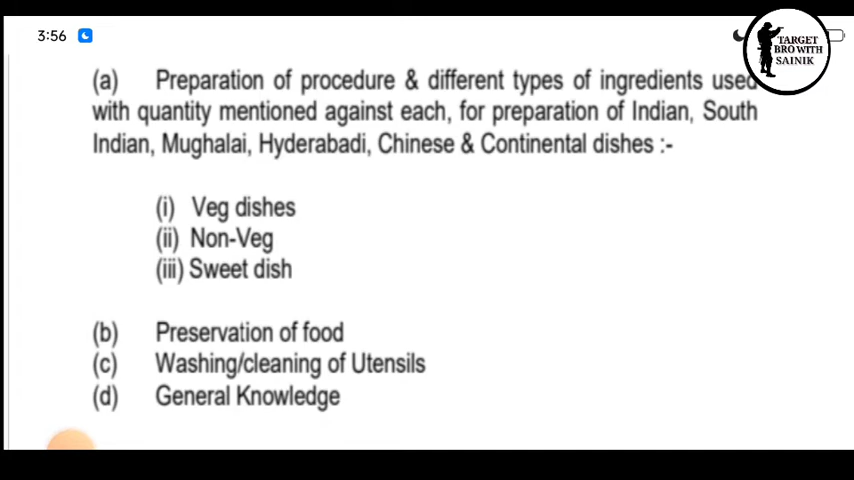 3:56
TARGET
BRO WITH
SAINIK
(a) Preparation of procedure & different types of ingredients used
with quantity mentioned against each, for preparation of Indian, South
Indian, Mughalai, Hyderabadi, Chinese & Continental dishes :-
(i) Veg dishes
(ii) Non-Veg
(iii) Sweet dish
(b) Preservation of food
(c) Washing/cleaning of Utensils
(d) General Knowledge